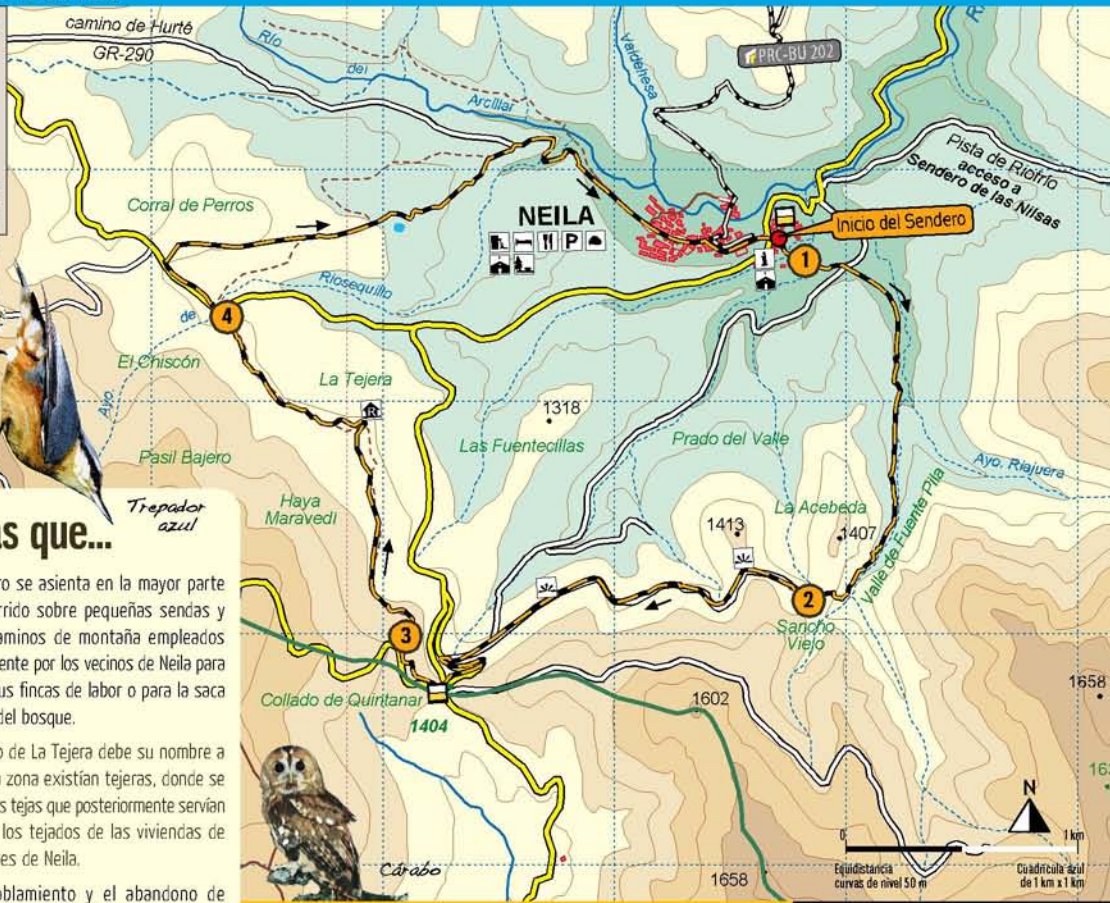 camino de Hurté
GR-290
Río
del
Arcillar
Valdehesa
PRC-BU 202
Pista de Riofrío
acceso a
Sendero de las Nilsas
Inicio del Sendero
1
NEILA
P
i
Corral de Perros
Riosequillo
de
Ayo.
4
El Chiscón
La Tejera
R
1318
Las Fuentecillas
Prado del Valle
Ayo. Riajuera
Pasil Bajero
Haya
Maravedí
La Acebeda
1413
1407
Valle de Fuente Pila
2
Sancho
Viejo
3
Collado de Quintanar
1404
1602
1658
1658
Trepador
azul
as que...
ro se asienta en la mayor parte
rrido sobre pequeñas sendas y
aminos de montaña empleados
ente por los vecinos de Neila para
us fincas de labor o para la saca
del bosque.
o de La Tejera debe su nombre a
a zona existían tejeras, donde se
s tejas que posteriormente servían
los tejados de las viviendas de
es de Neila.
oblamiento y el abandono de
Cárabo
N
0
1 km
Equidistancia
curvas de nivel 50 m
Cuadrícula azul
de 1 km x 1 km